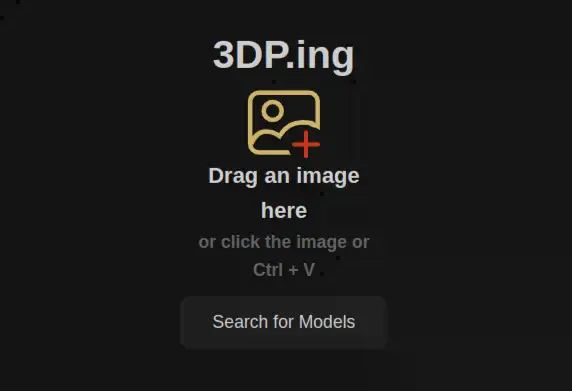 3DP.ing
Drag an image
here
or click the image or
Ctrl + V
Search for Models